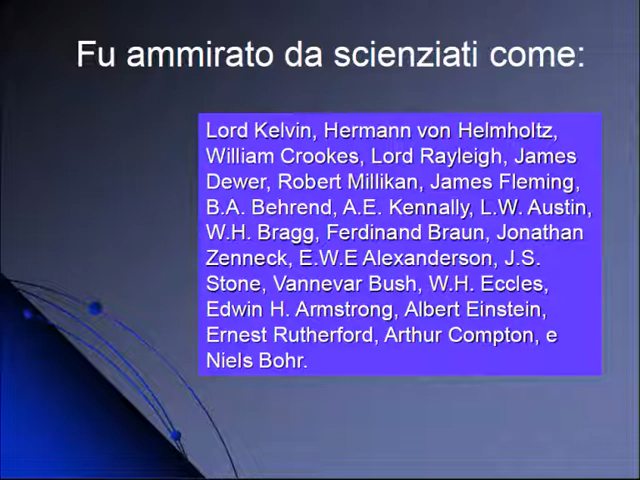 Fu ammirato da scienziati come:
Lord Kelvin, Hermann von Helmholtz,
William Crookes, Lord Rayleigh, James
Dewer, Robert Millikan, James Fleming,
B.A. Behrend, A.E. Kennally, L.W. Austin,
W.H. Bragg, Ferdinand Braun, Jonathan
Zenneck, E.W.E Alexanderson, J.S.
Stone, Vannevar Bush, W.H. Eccles,
Edwin H. Armstrong, Albert Einstein,
Ernest Rutherford, Arthur Compton, e
Niels Bohr.